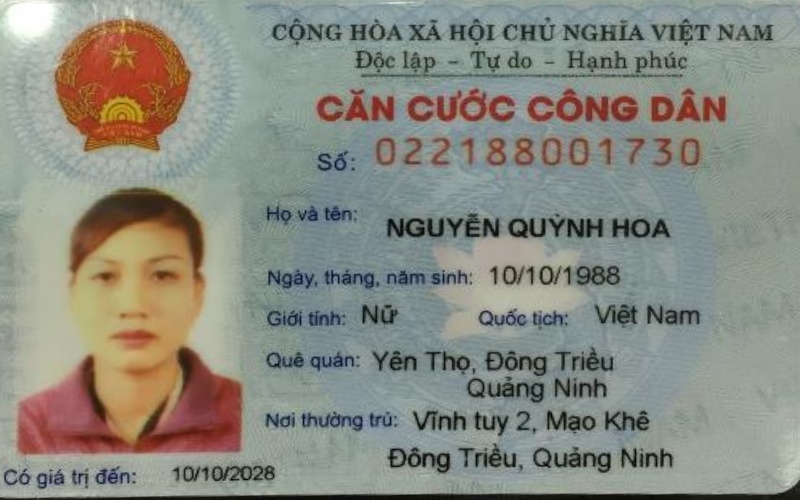 CỘNG HÒA XÃ HỘI CHỦ NGHĨA VIỆT NAM
Độc lập - Tự do - Hạnh phúc
CĂN CƯỚC CÔNG DÂN
Số: 022188001730
Họ và tên: NGUYỄN QUỲNH HOA
Ngày, tháng, năm sinh: 10/10/1988
Giới tính: Nữ Quốc tịch: Việt Nam
Quê quán: Yên Thọ, Đông Triều
Quảng Ninh
Nơi thường trú: Vĩnh tuy 2, Mạo Khê
Đông Triều, Quảng Ninh
Có giá trị đến: 10/10/2028